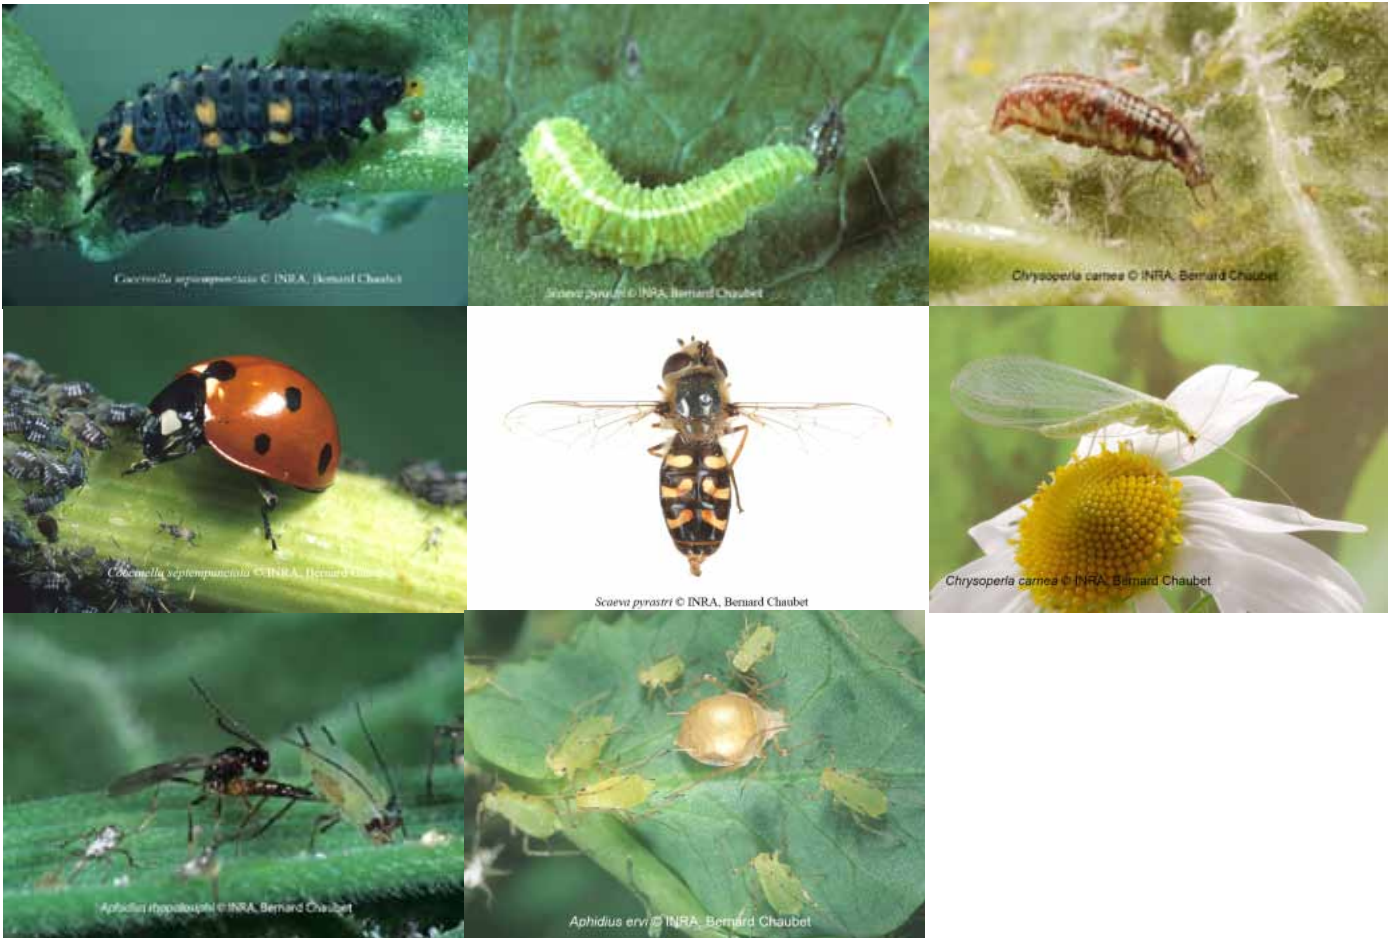 Coccinella septempunctata © INRA, Bernard Chaubet
Scaeva pyrastri © INRA, Bernard Chaubet
Chrysoperla carnea © INRA, Bernard Chaubet
Coccinella septempunctata © INRA, Bernard
Scaeva pyrastri © INRA, Bernard Chaubet
Chrysoperla carnea © INRA, Bernard Chaubet
Aphidius rhopalosiphi © INRA, Bernard Chaubet
Aphidius ervi © INRA, Bernard Chaubet